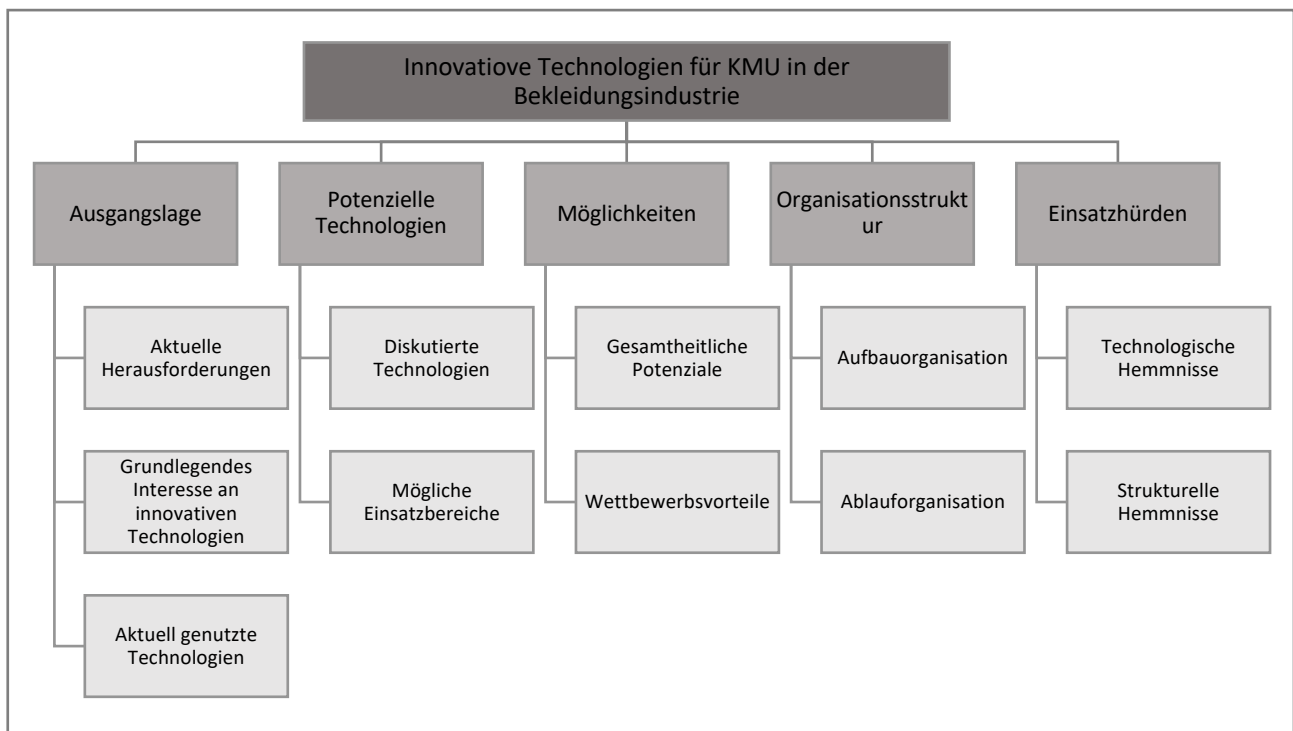 Innovatiove Technologien für KMU in der
Bekleidungsindustrie
Ausgangslage
Aktuelle
Herausforderungen
Grundlegendes
Interesse an
innovativen
Technologien
Aktuell genutzte
Technologien
Potenzielle
Technologien
Diskutierte
Technologien
Mögliche
Einsatzbereiche
Möglichkeiten
Gesamtheitliche
Potenziale
Wettbewerbsvorteile
Organisationsstrukt
ur
Aufbauorganisation
Ablauforganisation
Einsatzhürden
Technologische
Hemmnisse
Strukturelle
Hemmnisse